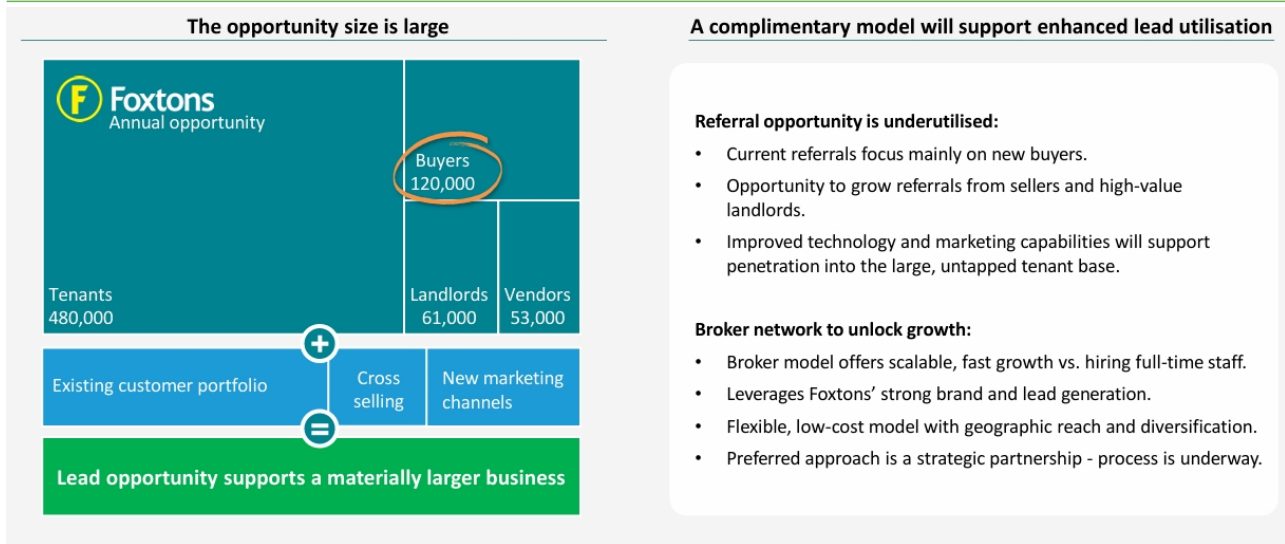 The opportunity size is large
F Foxtons
Annual opportunity
Buyers
120,000
Tenants
480,000
Landlords
61,000
Vendors
53,000
+
Existing customer portfolio
Cross
selling
New marketing
channels
=
Lead opportunity supports a materially larger business
A complimentary model will support enhanced lead utilisation
Referral opportunity is underutilised:
• Current referrals focus mainly on new buyers.
• Opportunity to grow referrals from sellers and high-value
landlords.
• Improved technology and marketing capabilities will support
penetration into the large, untapped tenant base.
Broker network to unlock growth:
• Broker model offers scalable, fast growth vs. hiring full-time staff.
• Leverages Foxtons’ strong brand and lead generation.
• Flexible, low-cost model with geographic reach and diversification.
• Preferred approach is a strategic partnership - process is underway.